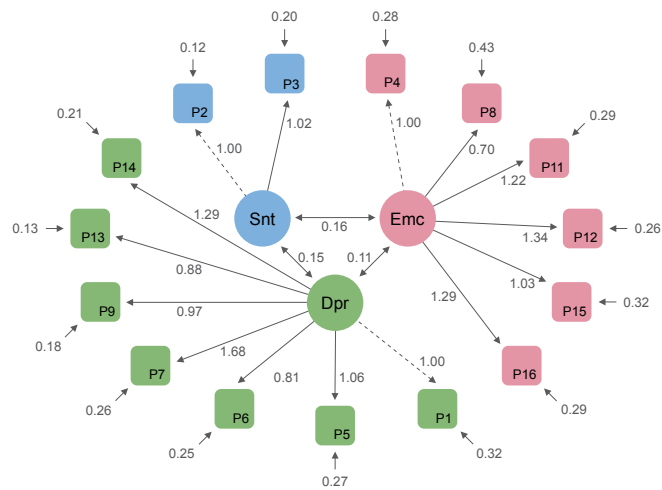 0.20
0.28
0.12
0.43
P3
P4
P2
P8
0.21
0.29
1.02
1.00
1.00
0.70
P14
P11
1.22
1.29
Snt
Emc
0.13
P13
0.16
P12
0.26
1.34
0.15
0.11
0.88
1.03
Dpr
P9
0.97
P15
0.32
1.29
0.18
1.68
1.00
P7
0.81
1.06
P16
0.26
0.29
P6
P5
P1
0.25
0.32
0.27